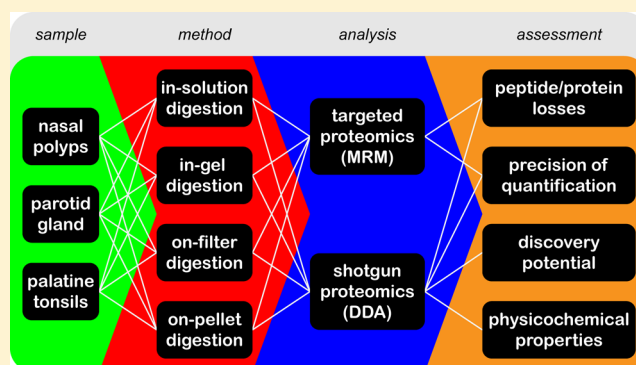 sample
method
analysis
assessment
nasal
polyps
parotid
gland
palatine
tonsils
in-solution
digestion
in-gel
digestion
on-filter
digestion
on-pellet
digestion
targeted
proteomics
(MRM)
shotgun
proteomics
(DDA)
peptide/protein
losses
precision of
quantification
discovery
potential
physicochemical
properties